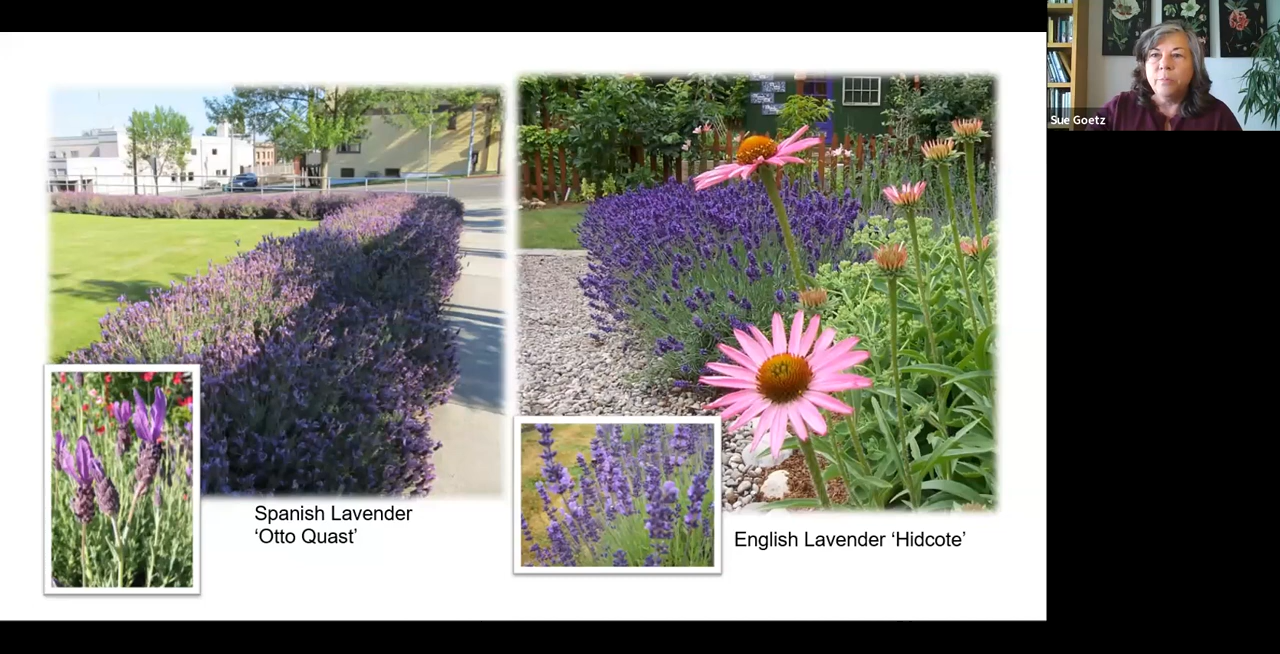 Sue Goetz
Spanish Lavender
‘Otto Quast’
English Lavender ‘Hidcote’